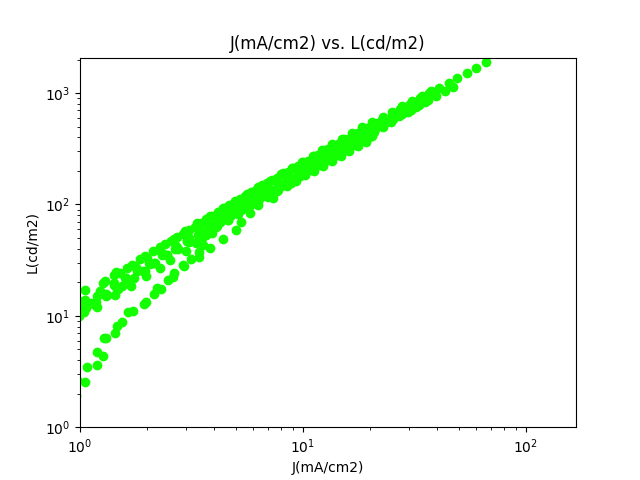 J(mA/cm2) vs. L(cd/m2)
L(cd/m2)
10³
10²
10¹
10⁰
10⁰ 10¹ 10²
J(mA/cm2)